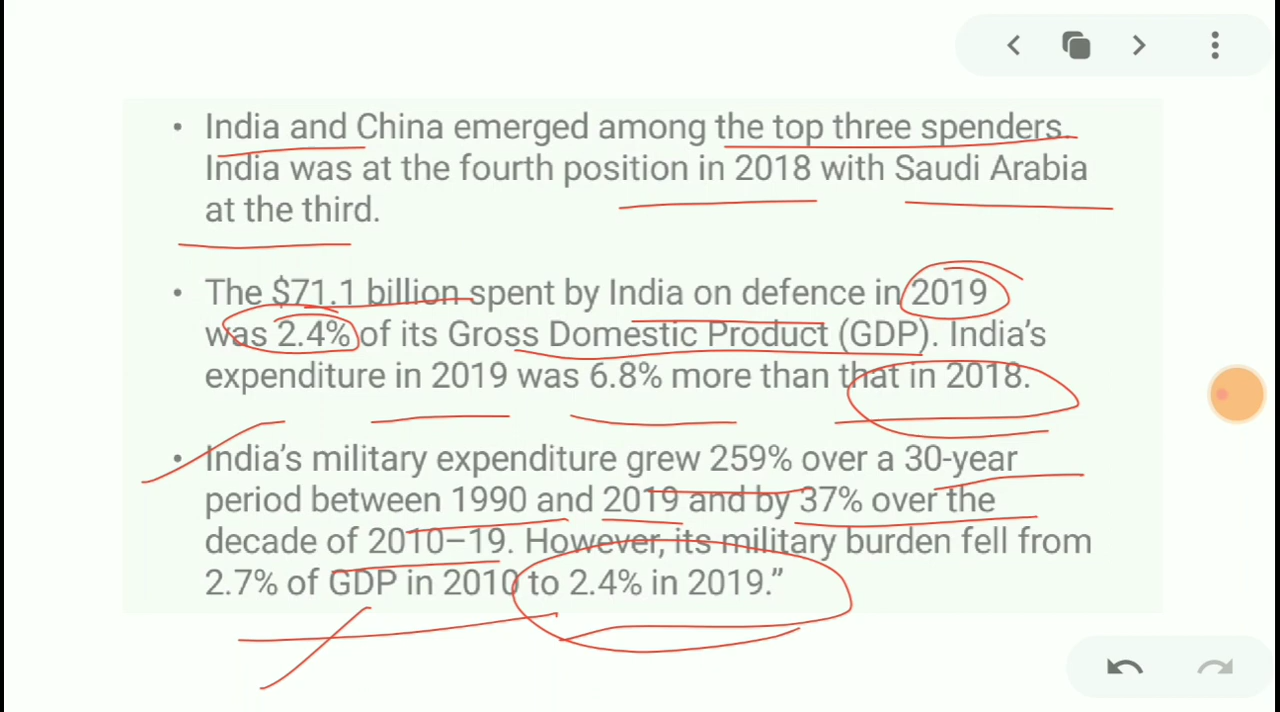 • India and China emerged among the top three spenders.
India was at the fourth position in 2018 with Saudi Arabia
at the third.
• The $71.1 billion spent by India on defence in 2019
was 2.4% of its Gross Domestic Product (GDP). India's
expenditure in 2019 was 6.8% more than that in 2018.
• India's military expenditure grew 259% over a 30-year
period between 1990 and 2019 and by 37% over the
decade of 2010–19. However, its military burden fell from
2.7% of GDP in 2010 to 2.4% in 2019.”